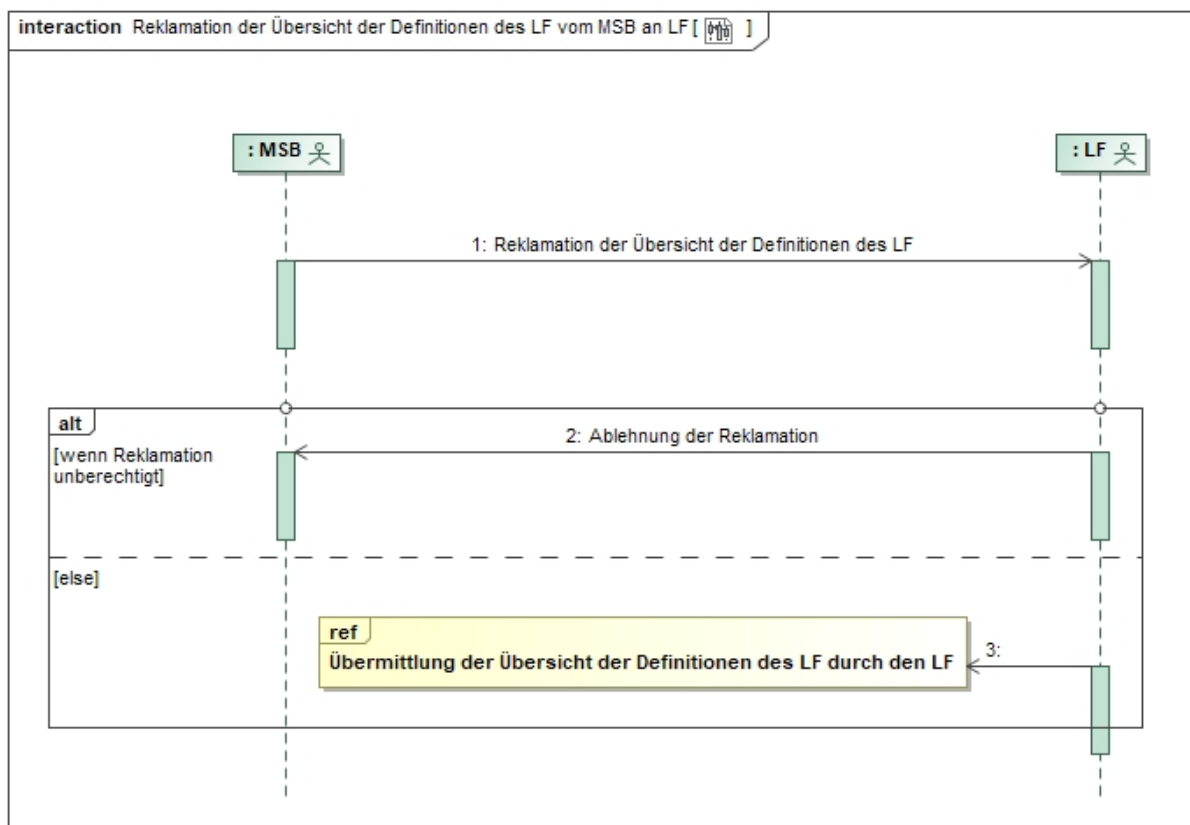 interaction Reklamation der Übersicht der Definitionen des LF vom MSB an LF [ ]
: MSB
: LF
1: Reklamation der Übersicht der Definitionen des LF
alt
[wenn Reklamation
unberechtigt]
2: Ablehnung der Reklamation
[else]
ref
Übermittlung der Übersicht der Definitionen des LF durch den LF
3: